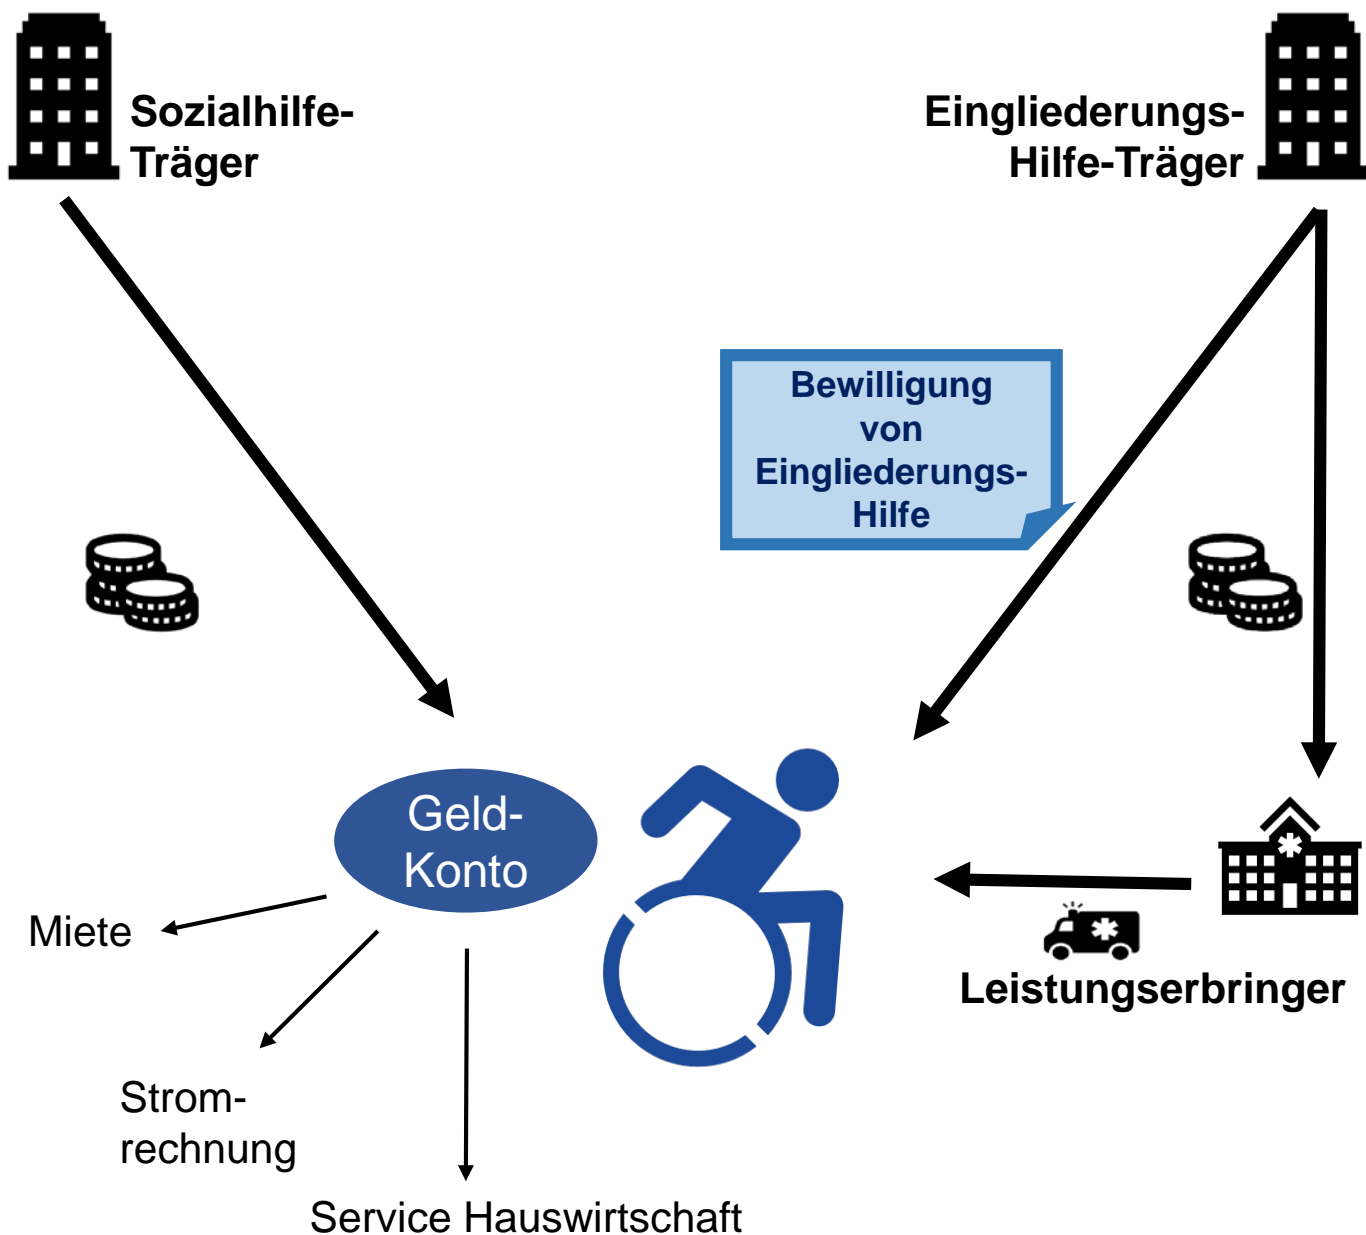 Sozialhilfe-
Träger
Eingliederungs-
Hilfe-Träger
Bewilligung
von
Eingliederungs-
Hilfe
Geld-
Konto
Miete
Leistungserbringer
Strom-
rechnung
Service Hauswirtschaft